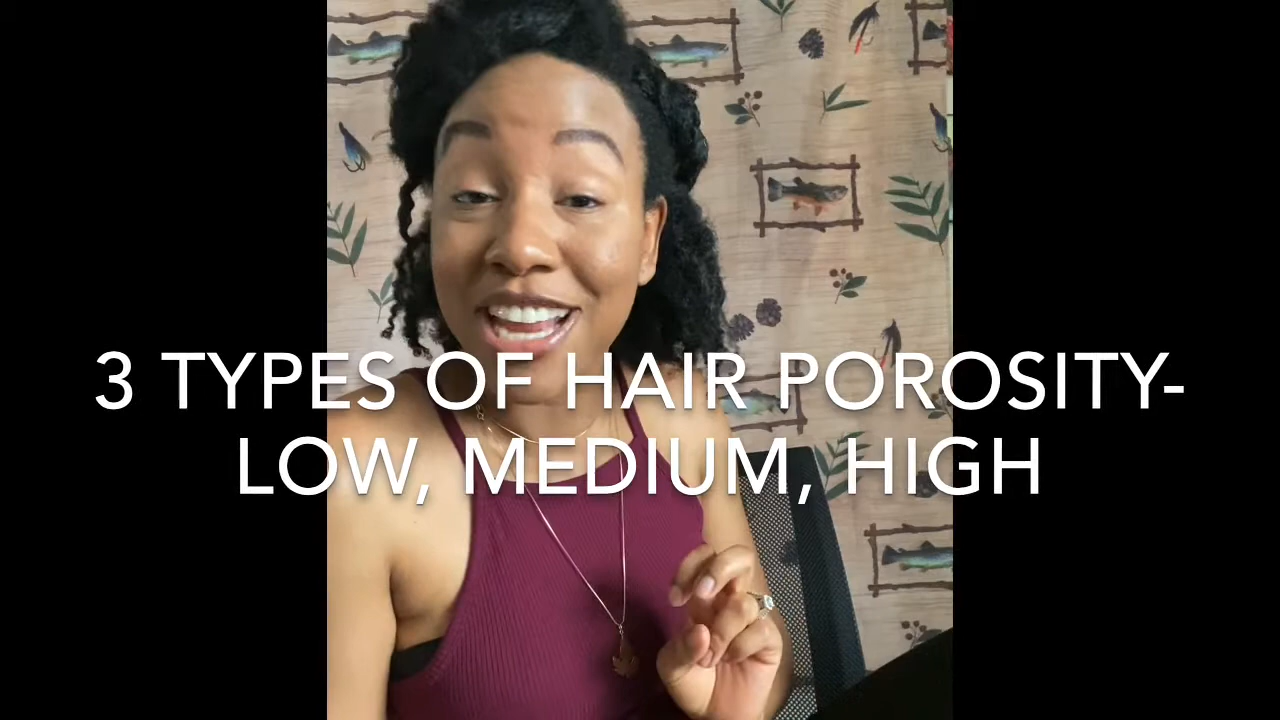 3 TYPES OF HAIR POROSITY-
LOW, MEDIUM, HIGH